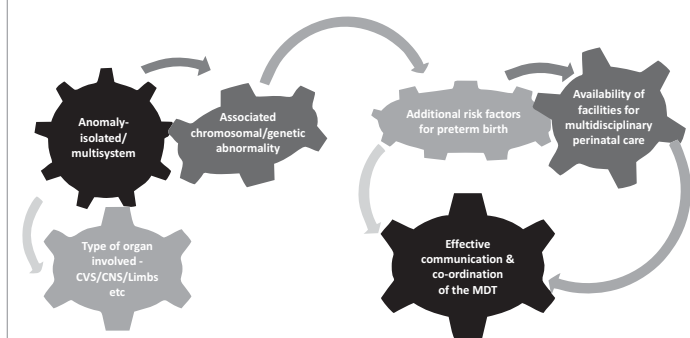 Anomaly-
isolated/
multisystem
Associated
chromosomal/genetic
abnormality
Additional risk factors
for preterm birth
Availability of
facilities for
multidisciplinary
perinatal care
Type of organ
involved -
CVS/CNS/Limbs
etc
Effective
communication &
co-ordination
of the MDT